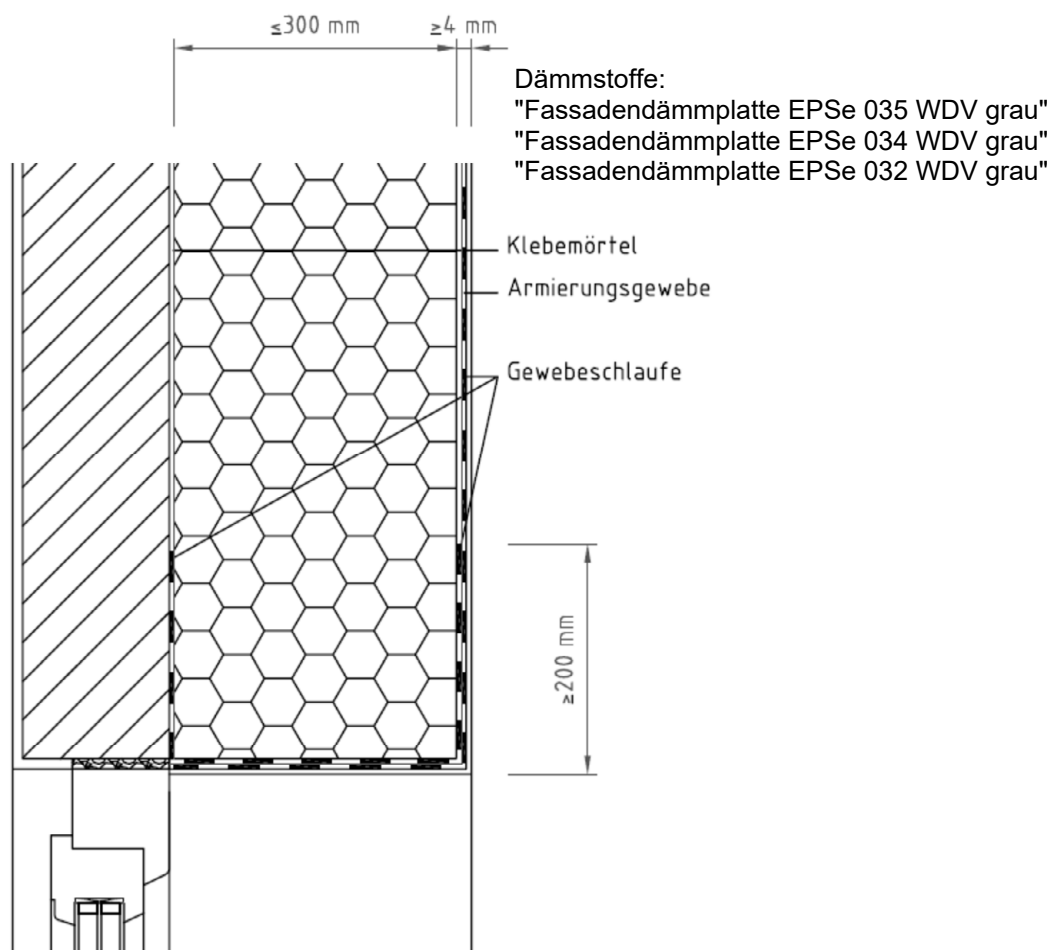 ≤300 mm
≥4 mm
Dämmstoffe:
"Fassadendämmplatte EPSe 035 WDV grau"
"Fassadendämmplatte EPSe 034 WDV grau"
"Fassadendämmplatte EPSe 032 WDV grau"
Klebemörtel
Armierungsgewebe
Gewebeschlaufe
≥200 mm